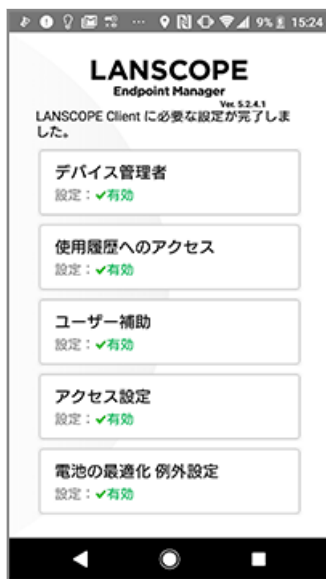 9% 15:24
LANSCOPE
Endpoint Manager
Ver. 5.2.4.1
LANSCOPE Client に必要な設定が完了しま
した。
デバイス管理者
設定：✔有効
使用履歴へのアクセス
設定：✔有効
ユーザー補助
設定：✔有効
アクセス設定
設定：✔有効
電池の最適化 例外設定
設定：✔有効